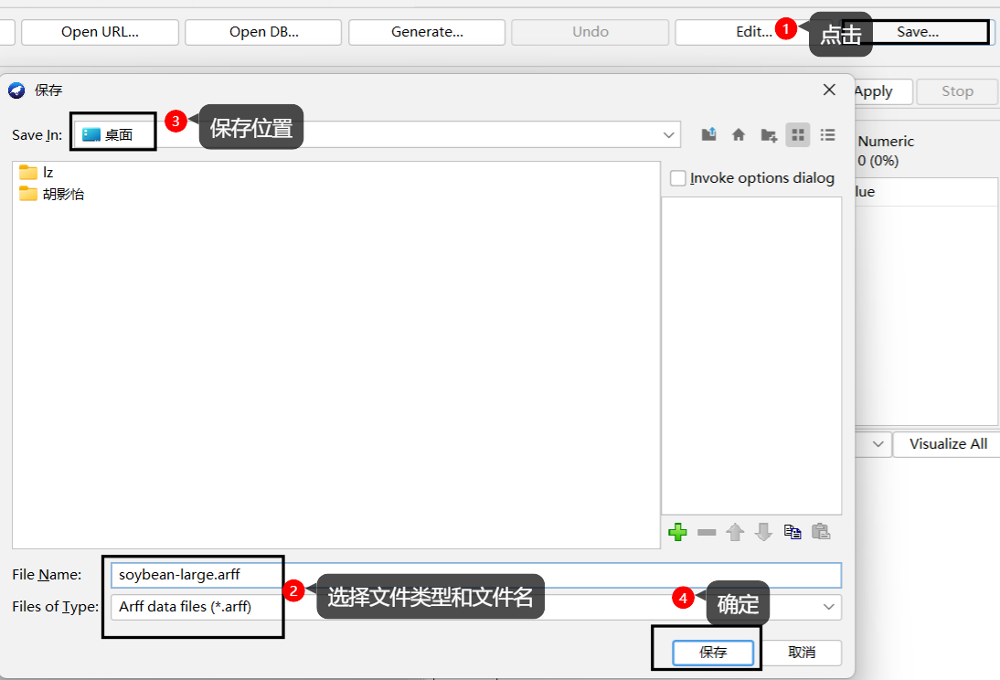 Open URL...
Open DB...
Generate...
Undo
Edit...
1
点击
Save...
保存
Apply
Stop
Save In:
桌面
3
保存位置
Numeric
0 (0%)
lz
胡影怡
Invoke options dialog
lue
Visualize All
File Name:
soybean-large.arff
2
选择文件类型和文件名
Files of Type:
Arff data files (*.arff)
4
确定
保存
取消